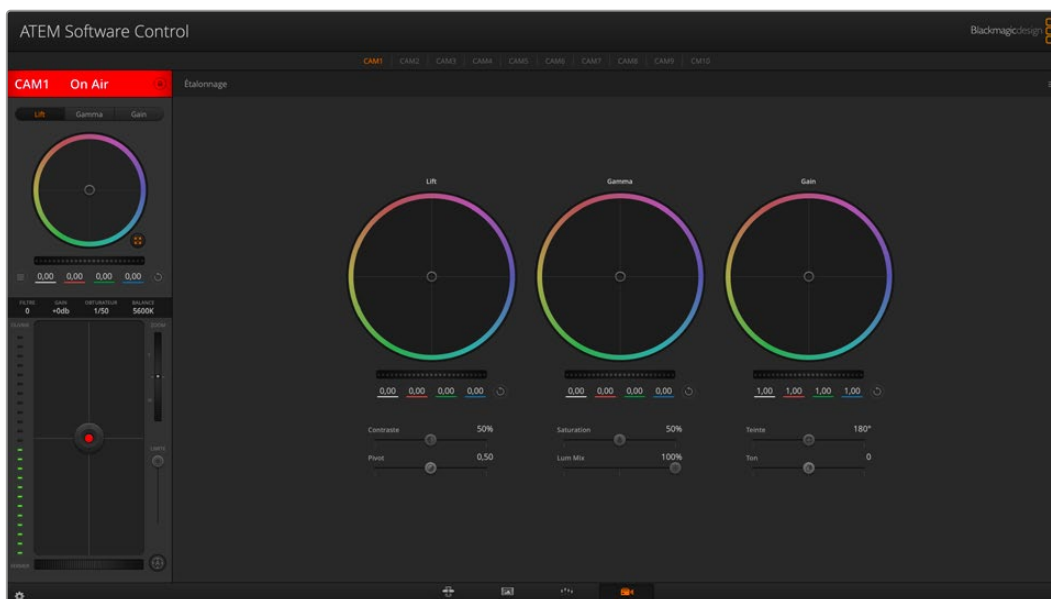 ATEM Software Control
Blackmagicdesign
CAM1 CAM2 CAM3 CAM4 CAM5 CAM6 CAM7 CAM8 CAM9 CM10
CAM1 On Air
Étalonnage
Lift Gamma Gain
Lift Gamma Gain
0,00 0,00 0,00 0,00
FILTRE GAIN OBTURATEUR BALANCE
0 +0db 1/50 5600K
ZOOM
0,00 0,00 0,00 0,00
0,00 0,00 0,00 0,00
1,00 1,00 1,00 1,00
Contraste 50%
Saturation 50%
Teinte 180°
Pivot 0,50
Lum Mix 100%
Ton 0